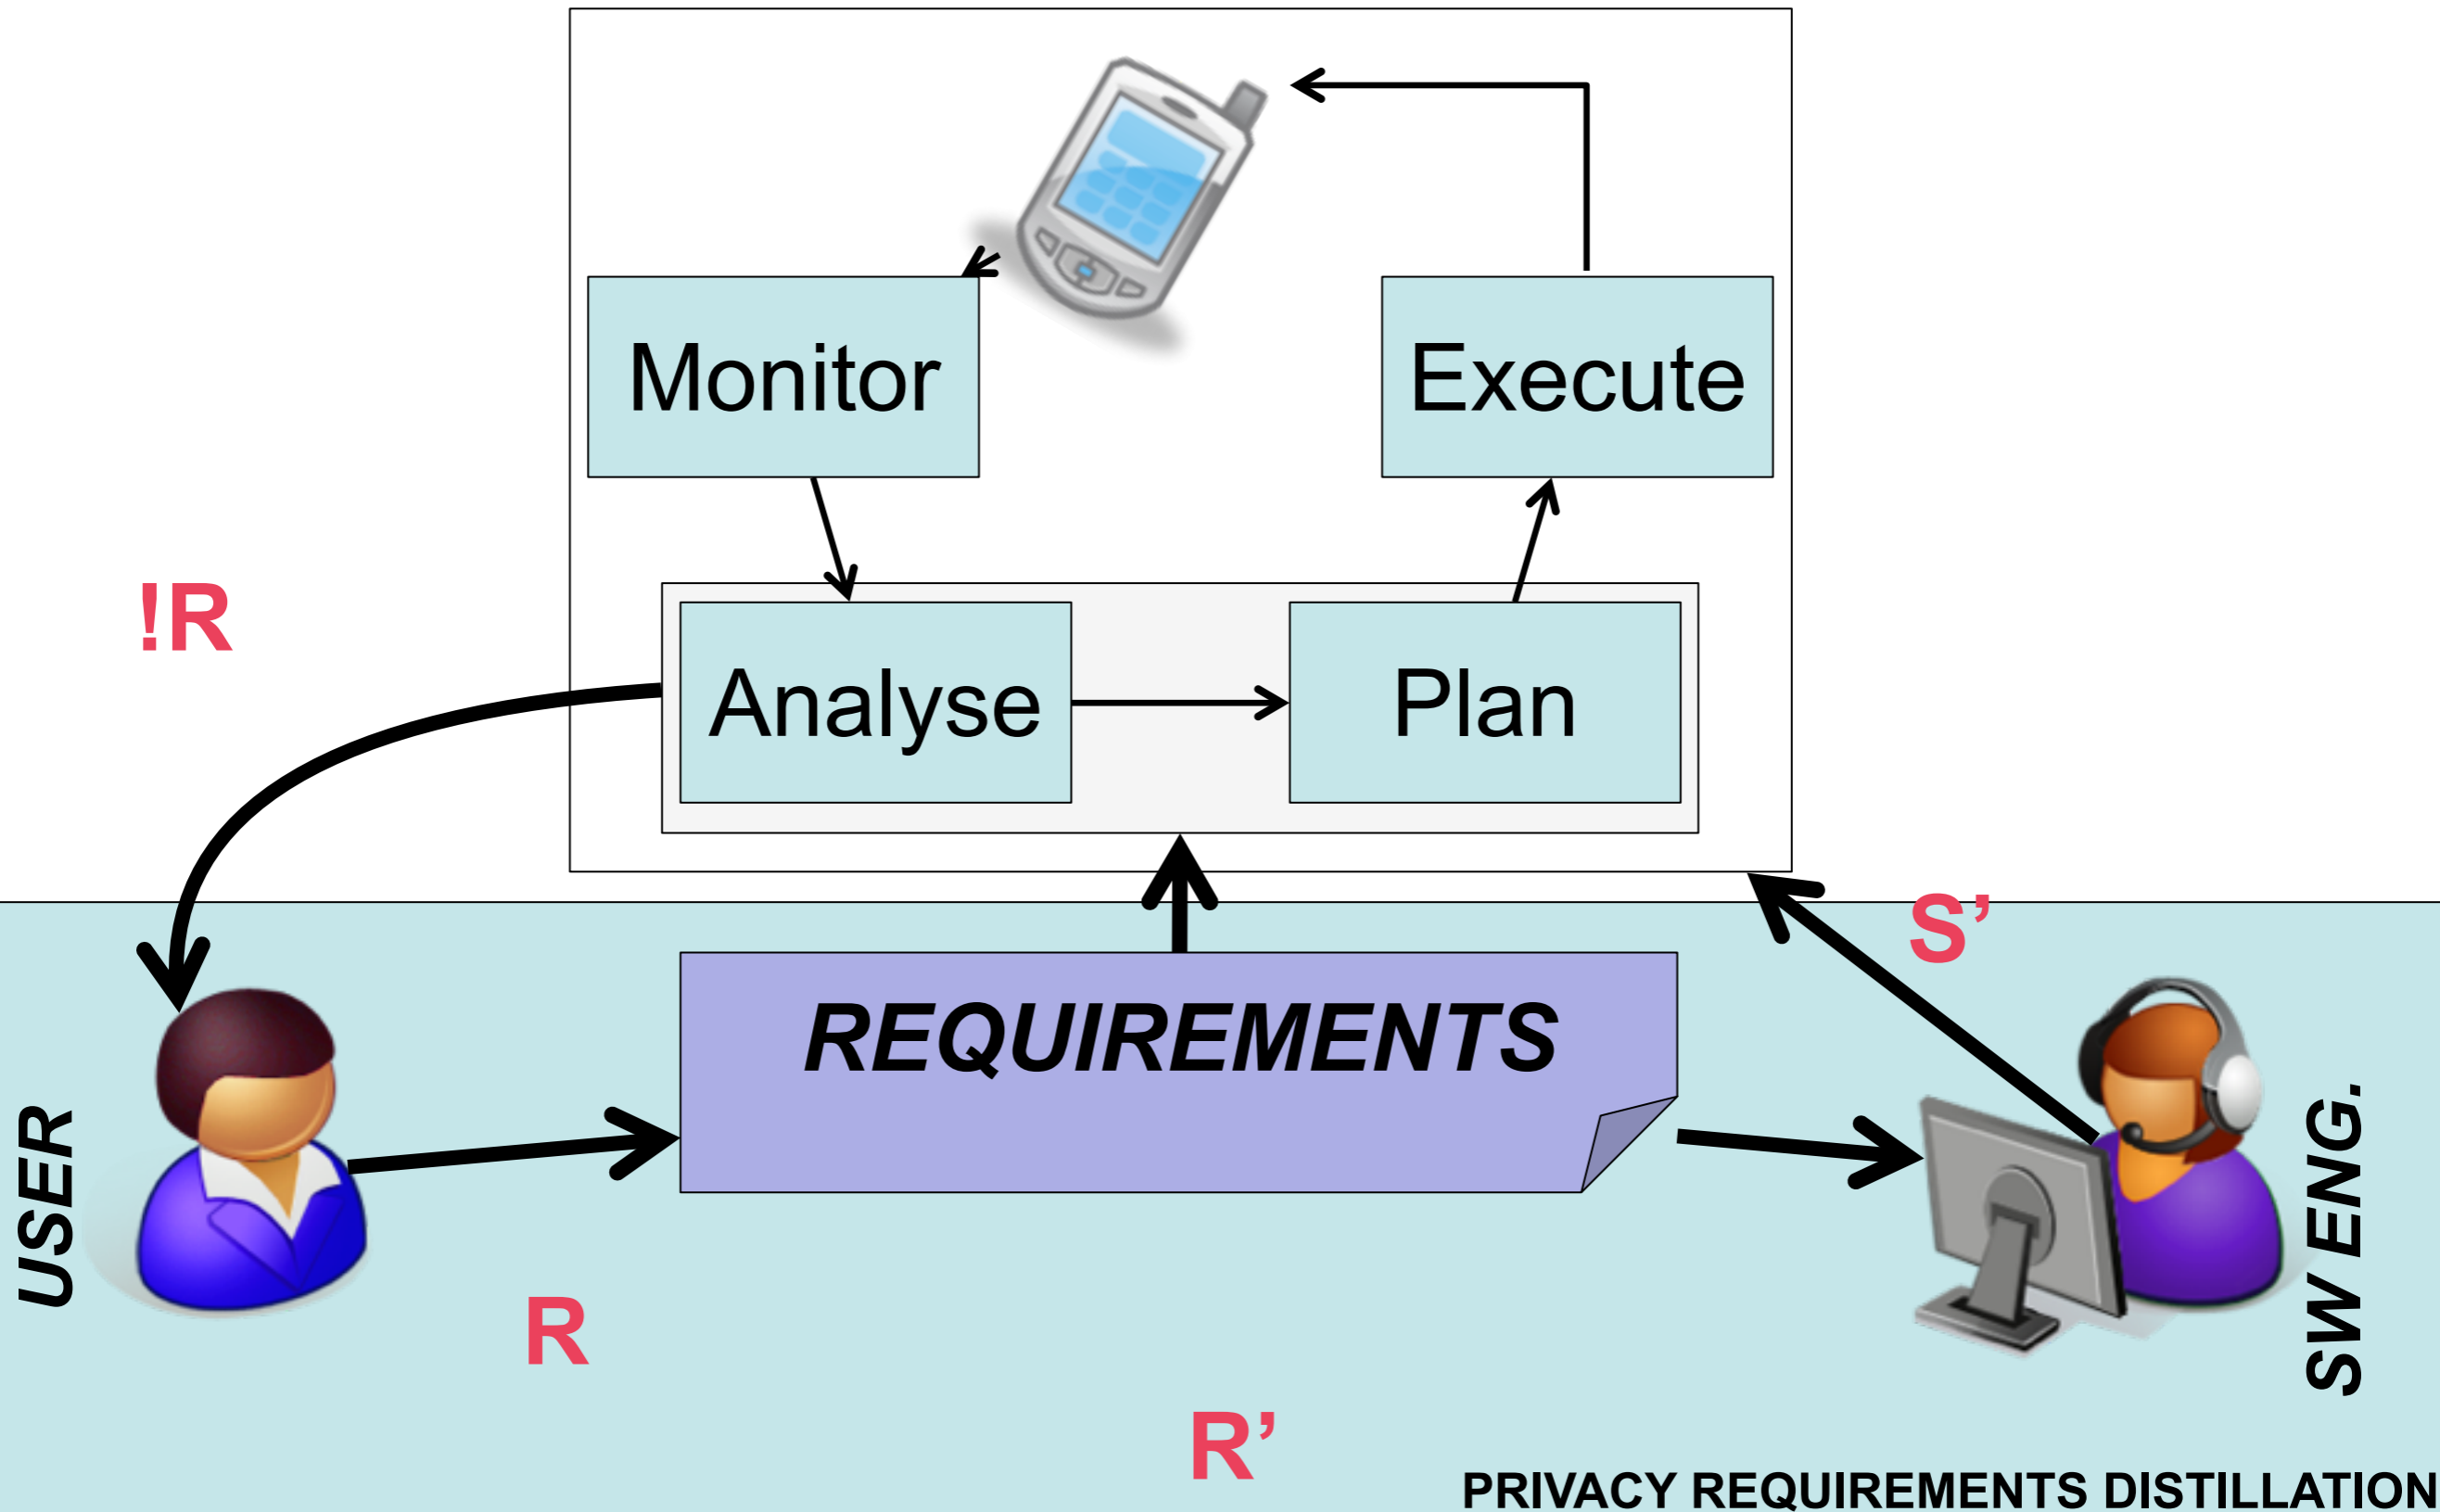 Monitor
Execute
!R
Analyse
Plan
S’
REQUIREMENTS
USER
SW ENG.
R
R’
PRIVACY REQUIREMENTS DISTILLATION